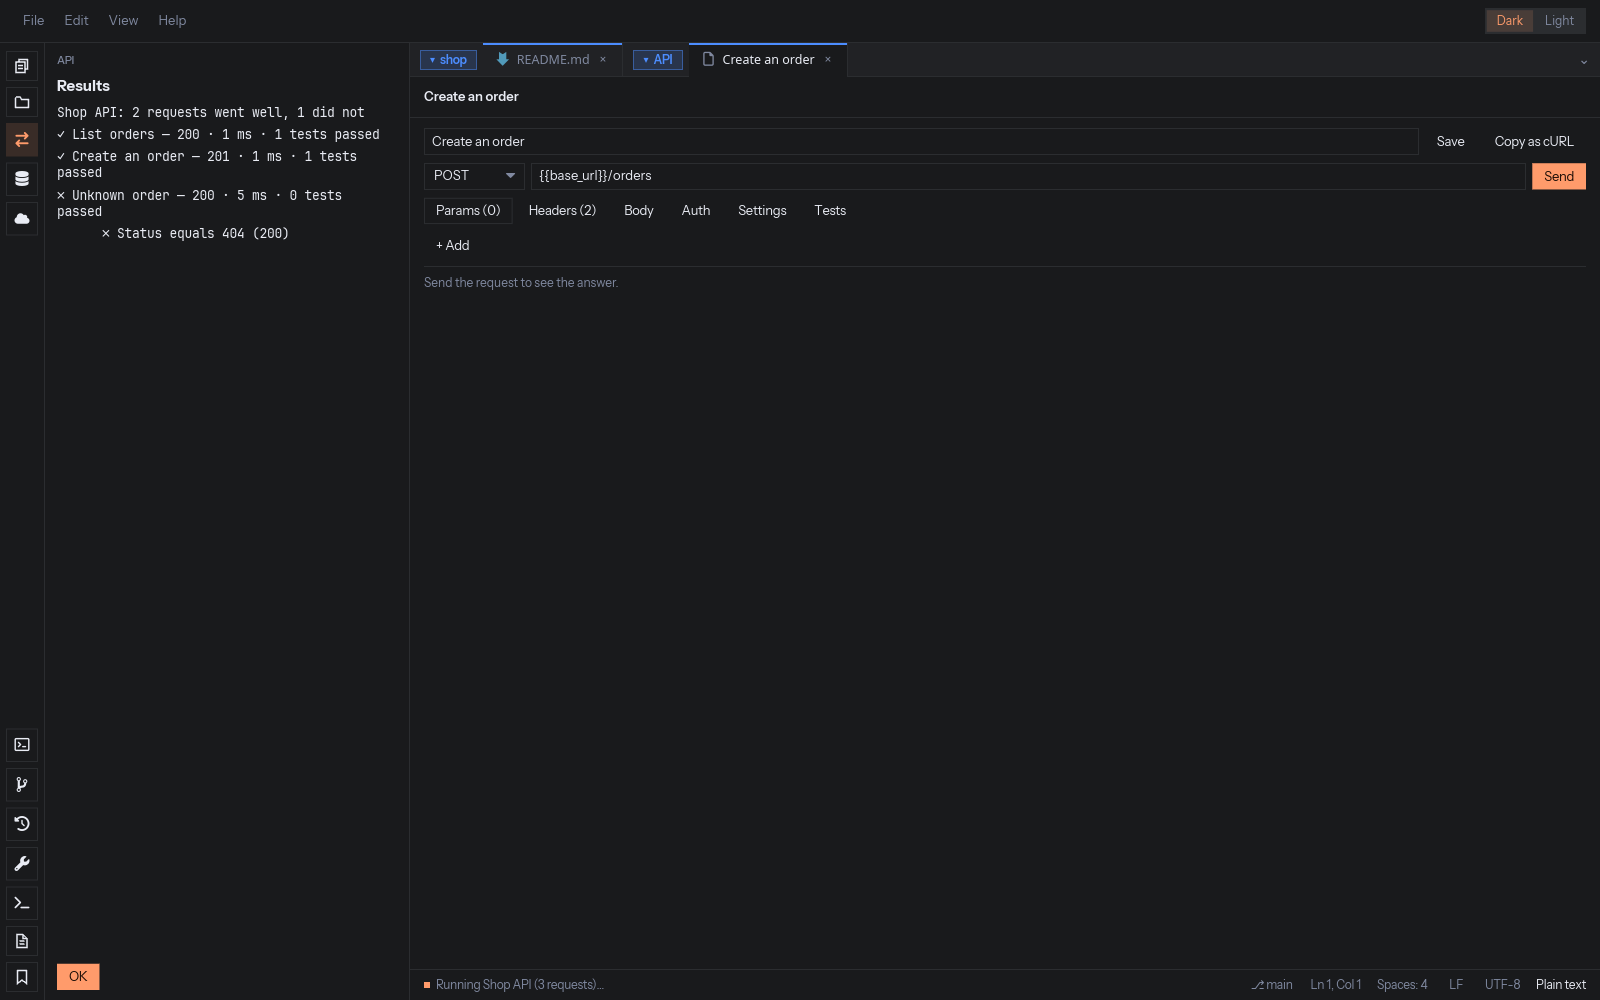 File Edit View Help Dark Light
API
Results
Shop API: 2 requests went well, 1 did not
✓ List orders — 200 · 1 ms · 1 tests passed
✓ Create an order — 201 · 1 ms · 1 tests
passed
✕ Unknown order — 200 · 5 ms · 0 tests
passed
✕ Status equals 404 (200)
OK
▾ shop README.md × ▾ API Create an order ×
Create an order
Create an order Save Copy as cURL
POST {{base_url}}/orders Send
Params (0) Headers (2) Body Auth Settings Tests
+ Add
Send the request to see the answer.
Running Shop API (3 requests)... main Ln 1, Col 1 Spaces: 4 LF UTF-8 Plain text